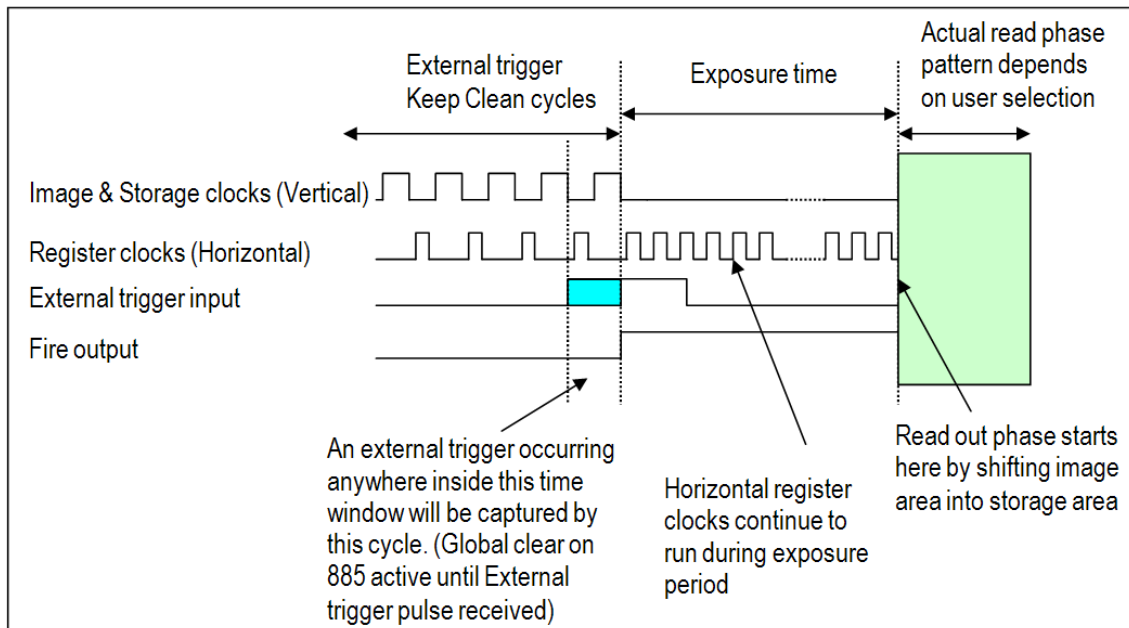 External trigger
Keep Clean cycles
Exposure time
Actual read phase
pattern depends
on user selection
Image & Storage clocks (Vertical)
Register clocks (Horizontal)
External trigger input
Fire output
An external trigger occurring
anywhere inside this time
window will be captured by
this cycle. (Global clear on
885 active until External
trigger pulse received)
Horizontal register
clocks continue to
run during exposure
period
Read out phase starts
here by shifting image
area into storage area